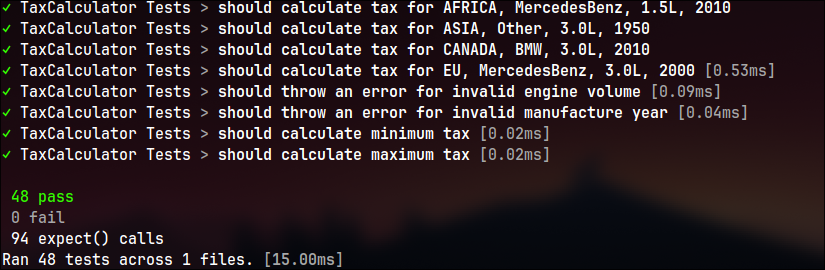 ✓ TaxCalculator Tests > should calculate tax for AFRICA, MercedesBenz, 1.5L, 2010
✓ TaxCalculator Tests > should calculate tax for ASIA, Other, 3.0L, 1950
✓ TaxCalculator Tests > should calculate tax for CANADA, BMW, 3.0L, 2010
✓ TaxCalculator Tests > should calculate tax for EU, MercedesBenz, 3.0L, 2000 [0.53ms]
✓ TaxCalculator Tests > should throw an error for invalid engine volume [0.09ms]
✓ TaxCalculator Tests > should throw an error for invalid manufacture year [0.04ms]
✓ TaxCalculator Tests > should calculate minimum tax [0.02ms]
✓ TaxCalculator Tests > should calculate maximum tax [0.02ms]
48 pass
0 fail
94 expect() calls
Ran 48 tests across 1 files. [15.00ms]